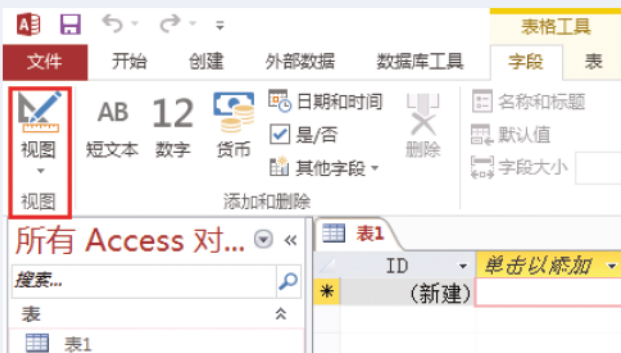 表格工具
文件 开始 创建 外部数据 数据库工具 字段 表
视图 AB 短文本 12 数字 货币 日期和时间 删除 名称和标题
是/否 默认值
其他字段 字段大小
视图 添加和删除
所有 Access 对... «
搜索...
表
表1
表1
ID 单击以添加
* (新建)